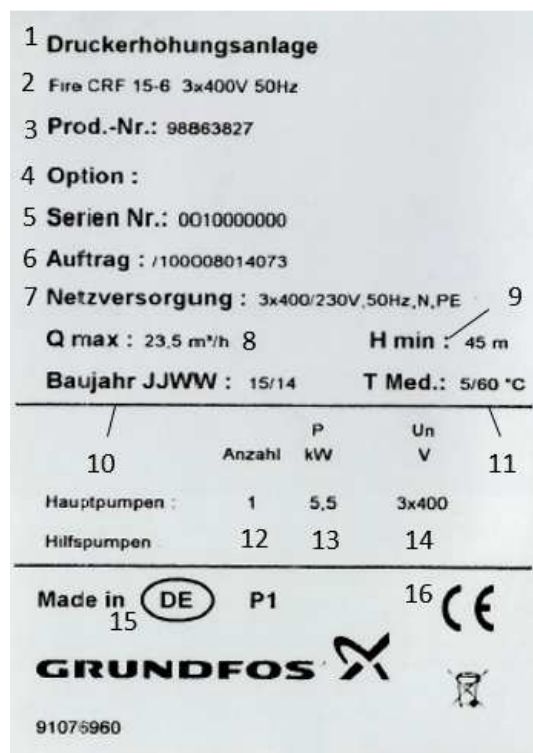 1 Druckerhöhungsanlage
2 Fire CRF 15-6 3x400V 50Hz
3 Prod.-Nr.: 98863827
4 Option :
5 Serien Nr.: 0010000000
6 Auftrag : /100008014073
7 Netzversorgung : 3x400/230V,50Hz,N,PE 9
Q max : 23,5 m³/h 8 H min : 45 m
Baujahr JJWW : 15/14 T Med.: 5/60 °C
10 11
P Un
Anzahl kW V
Hauptpumpen : 1 5,5 3x400
Hilfspumpen 12 13 14
Made in DE P1 16 CE
15
GRUNDFOS
91076960